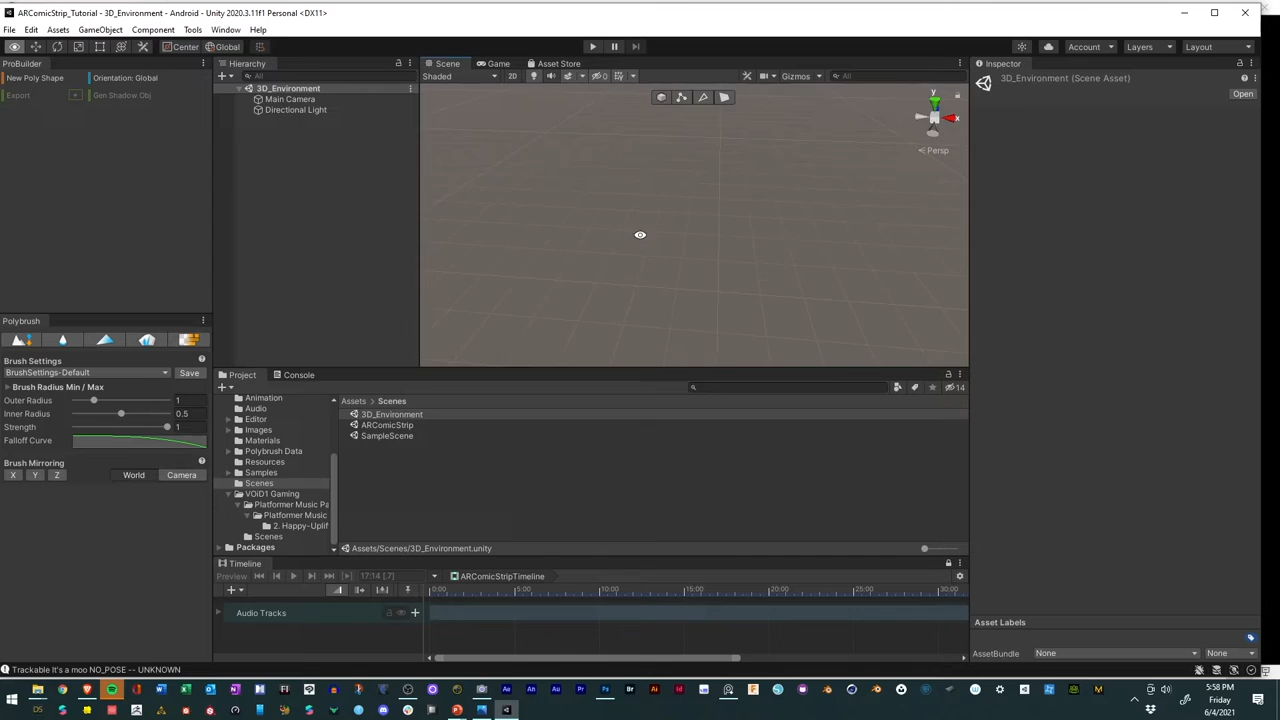 ARComicStrip_Tutorial - 3D_Environment - Android - Unity 2020.3.11f1 Personal <DX11>
File Edit Assets GameObject Component Tools Window Help
Center Global Account Layers Layout
ProBuilder
New Poly Shape Orientation: Global
Export + Gen Shadow Obj
Hierarchy
All
3D_Environment
Main Camera
Directional Light
Scene Game Asset Store
Shaded 2D 0 Gizmos All
y
x
Persp
Inspector
3D_Environment (Scene Asset)
Open
Polybrush
Brush Settings
BrushSettings-Default Save
Brush Radius Min / Max
Outer Radius 1
Inner Radius 0.5
Strength 1
Falloff Curve
Brush Mirroring
X Y Z World Camera
Project Console
14
Animation
Audio
Editor
Images
Materials
Polybrush Data
Resources
Samples
Scenes
VOiD1 Gaming
Platformer Music Pa
Platformer Music
2. Happy-Uplif
Scenes
Packages
Assets > Scenes
3D_Environment
ARComicStrip
SampleScene
Assets/Scenes/3D_Environment.unity
Timeline
Preview 17:14 [.7] ARComicStripTimeline
0:00 5:00 10:00 15:00 20:00 25:00 30:00
Audio Tracks
Asset Labels
AssetBundle None None
Trackable It's a moo NO_POSE -- UNKNOWN
5:58 PM
Friday
6/4/2021